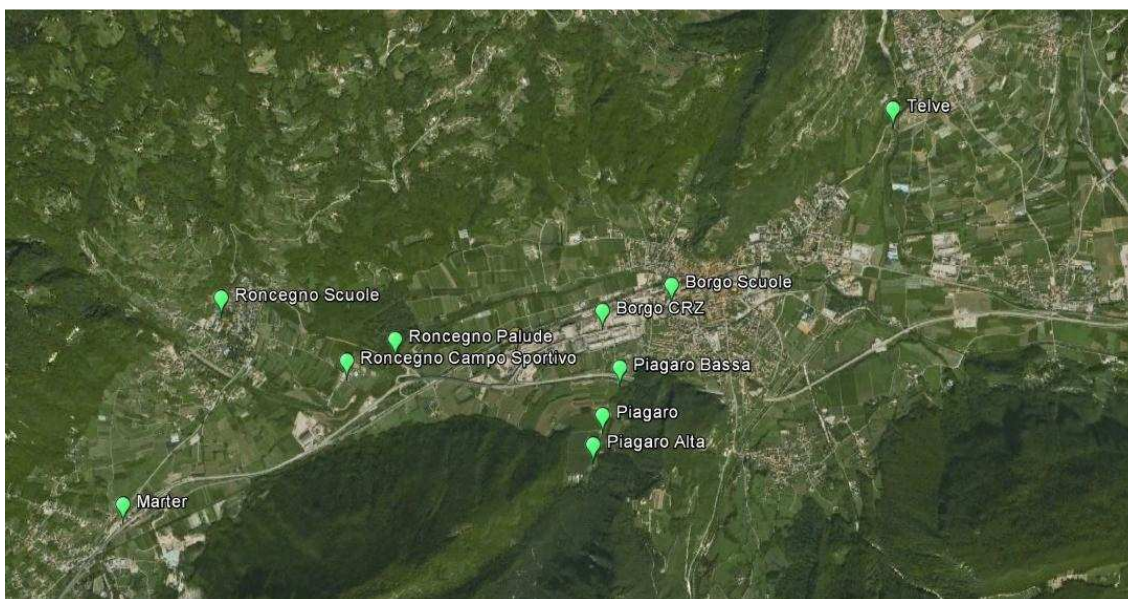 Telve
Borgo Scuole
Roncegno Scuole
Borgo CRZ
Roncegno Palude
Roncegno Campo Sportivo
Piagaro Bassa
Piagaro
Piagaro Alta
Marter